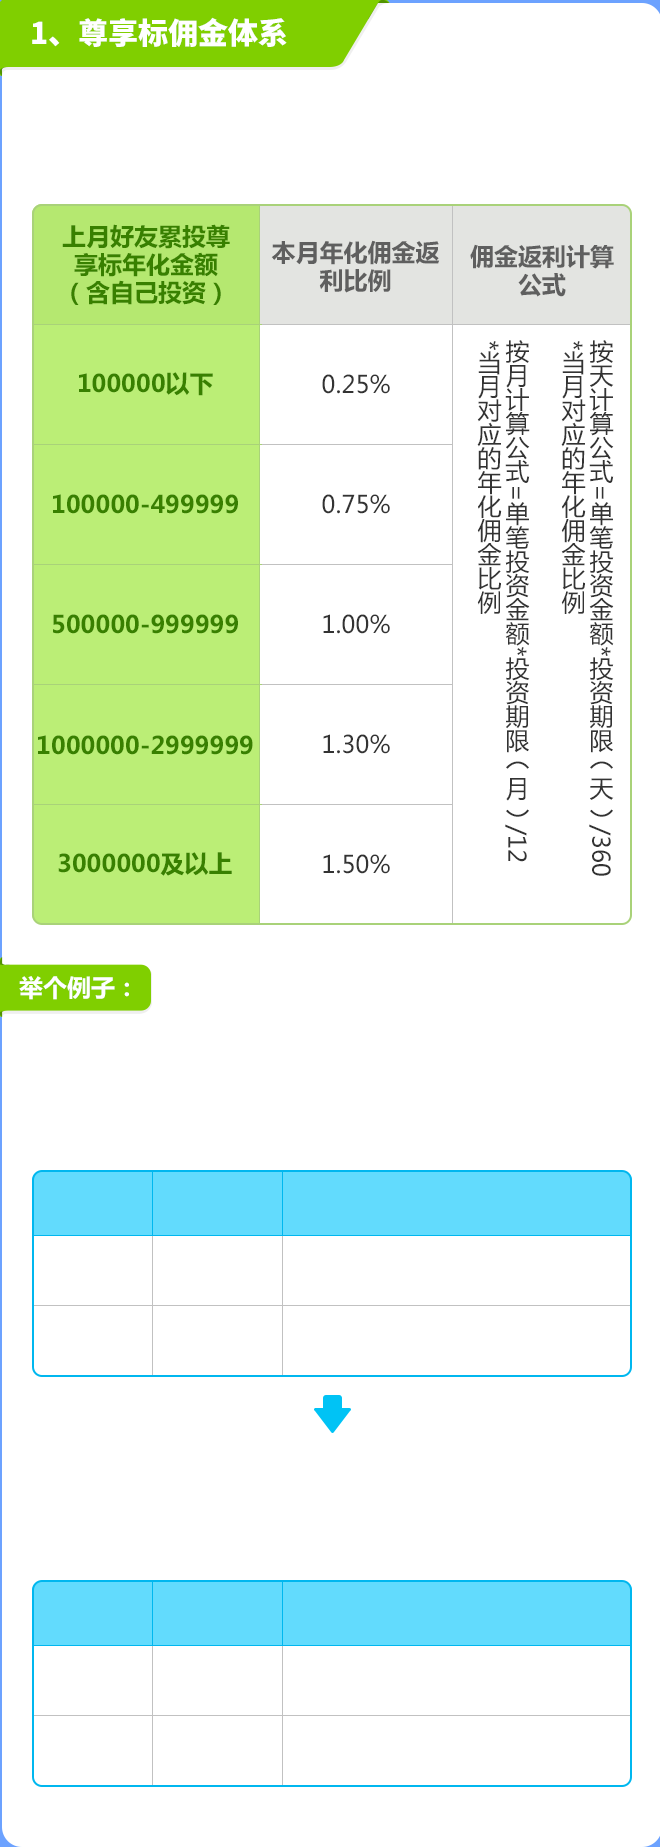 1、尊享标佣金体系
上月好友累投尊
享标年化金额
（含自己投资）
本月年化佣金返
利比例
佣金返利计算
公式
100000以下
0.25%
100000-499999
0.75%
500000-999999
1.00%
1000000-2999999
1.30%
3000000及以上
1.50%
按天计算公式=单笔投资金额*投资期限（天）/360
*当月对应的年化佣金比例
按月计算公式=单笔投资金额*投资期限（月）/12
*当月对应的年化佣金比例
举个例子：